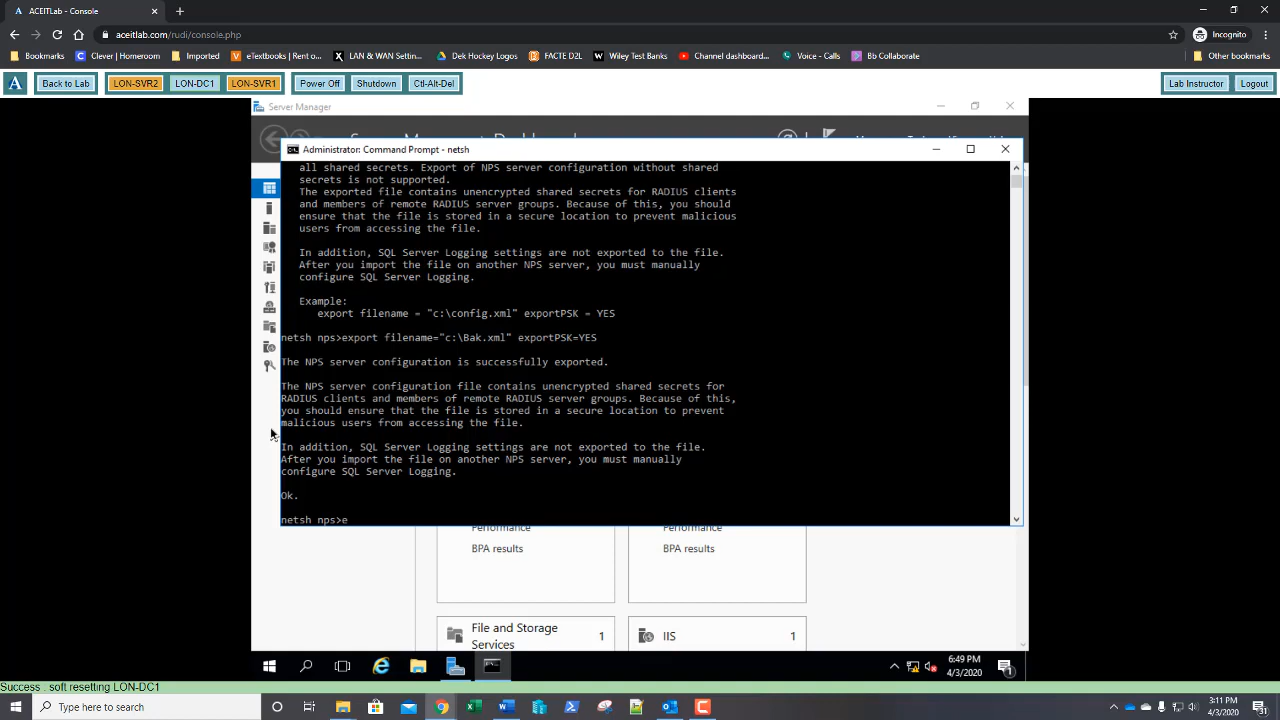 ACEITLab - Console
aceitlab.com/rudi/console.php
Incognito
Bookmarks
Clever | Homeroom
Imported
eTextbooks | Rent o...
LAN & WAN Setting...
Dek Hockey Logos
FACTE D2L
Wiley Test Banks
Channel dashboard...
Voice - Calls
Bb Collaborate
Other bookmarks
Back to Lab
LON-SVR2
LON-DC1
LON-SVR1
Power Off
Shutdown
Ctl-Alt-Del
Lab Instructor
Logout
Server Manager
Administrator: Command Prompt - netsh
all shared secrets. Export of NPS server configuration without shared
secrets is not supported.
The exported file contains unencrypted shared secrets for RADIUS clients
and members of remote RADIUS server groups. Because of this, you should
ensure that the file is stored in a secure location to prevent malicious
users from accessing the file.
In addition, SQL Server Logging settings are not exported to the file.
After you import the file on another NPS server, you must manually
configure SQL Server Logging.
Example:
export filename = "c:\config.xml" exportPSK = YES
netsh nps>export filename="c:\Bak.xml" exportPSK=YES
The NPS server configuration is successfully exported.
The NPS server configuration file contains unencrypted shared secrets for
RADIUS clients and members of remote RADIUS server groups. Because of this,
you should ensure that the file is stored in a secure location to prevent
malicious users from accessing the file.
In addition, SQL Server Logging settings are not exported to the file.
After you import the file on another NPS server, you must manually
configure SQL Server Logging.
Ok.
netsh nps>e
Performance
Performance
BPA results
BPA results
File and Storage
Services
1
IIS
1
6:49 PM
4/3/2020
1
Success . soft resetting LON-DC1
Type here to search
3:11 PM
4/3/2020